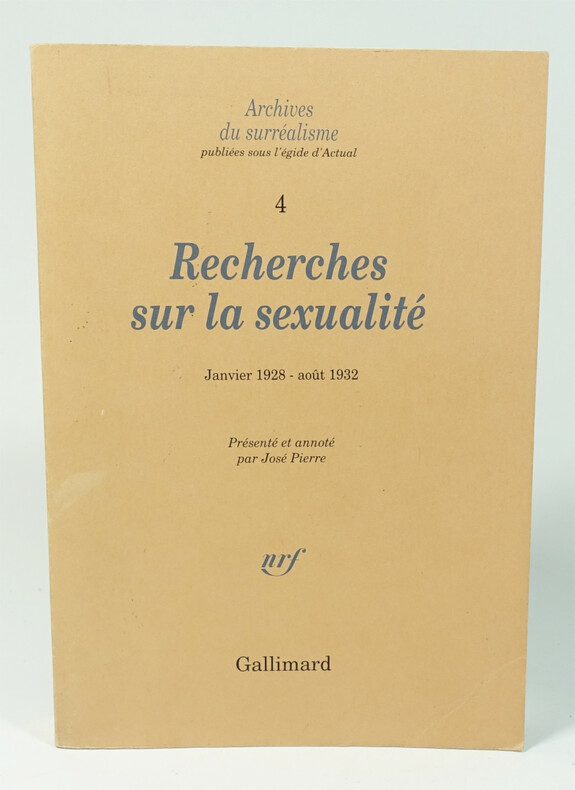 Archives
du surréalisme
publiées sous l'égide d'Actual
4
Recherches
sur la sexualité
Janvier 1928 - août 1932
Présenté et annoté
par José Pierre
nrf
Gallimard